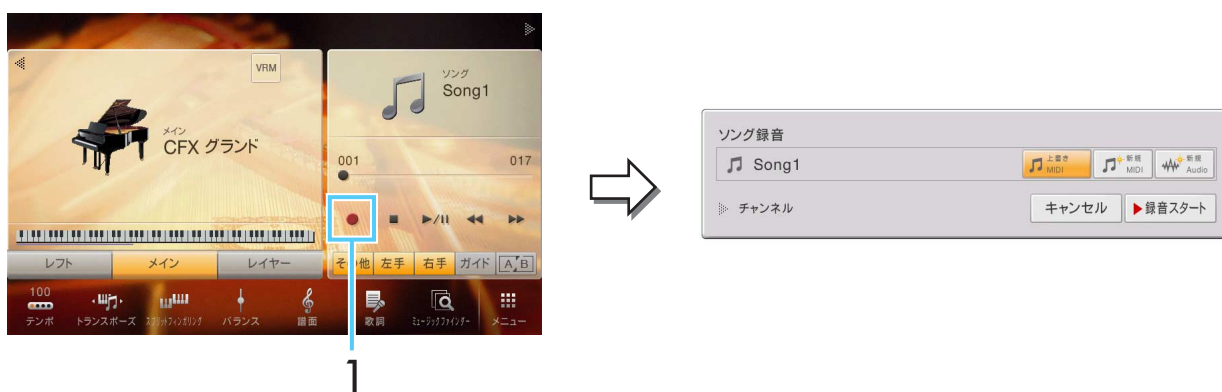 VRM
メイン
CFX グランド
ソング
Song1
001 017
レフト メイン レイヤー
その他 左手 右手 ガイド A B
100
テンポ トランスポーズ スプリットフィンガリング バランス 譜面 歌詞 ミュージックファインダー メニュー
1
ソング録音
Song1
上書き MIDI
新規 MIDI
新規 Audio
チャンネル
キャンセル
録音スタート